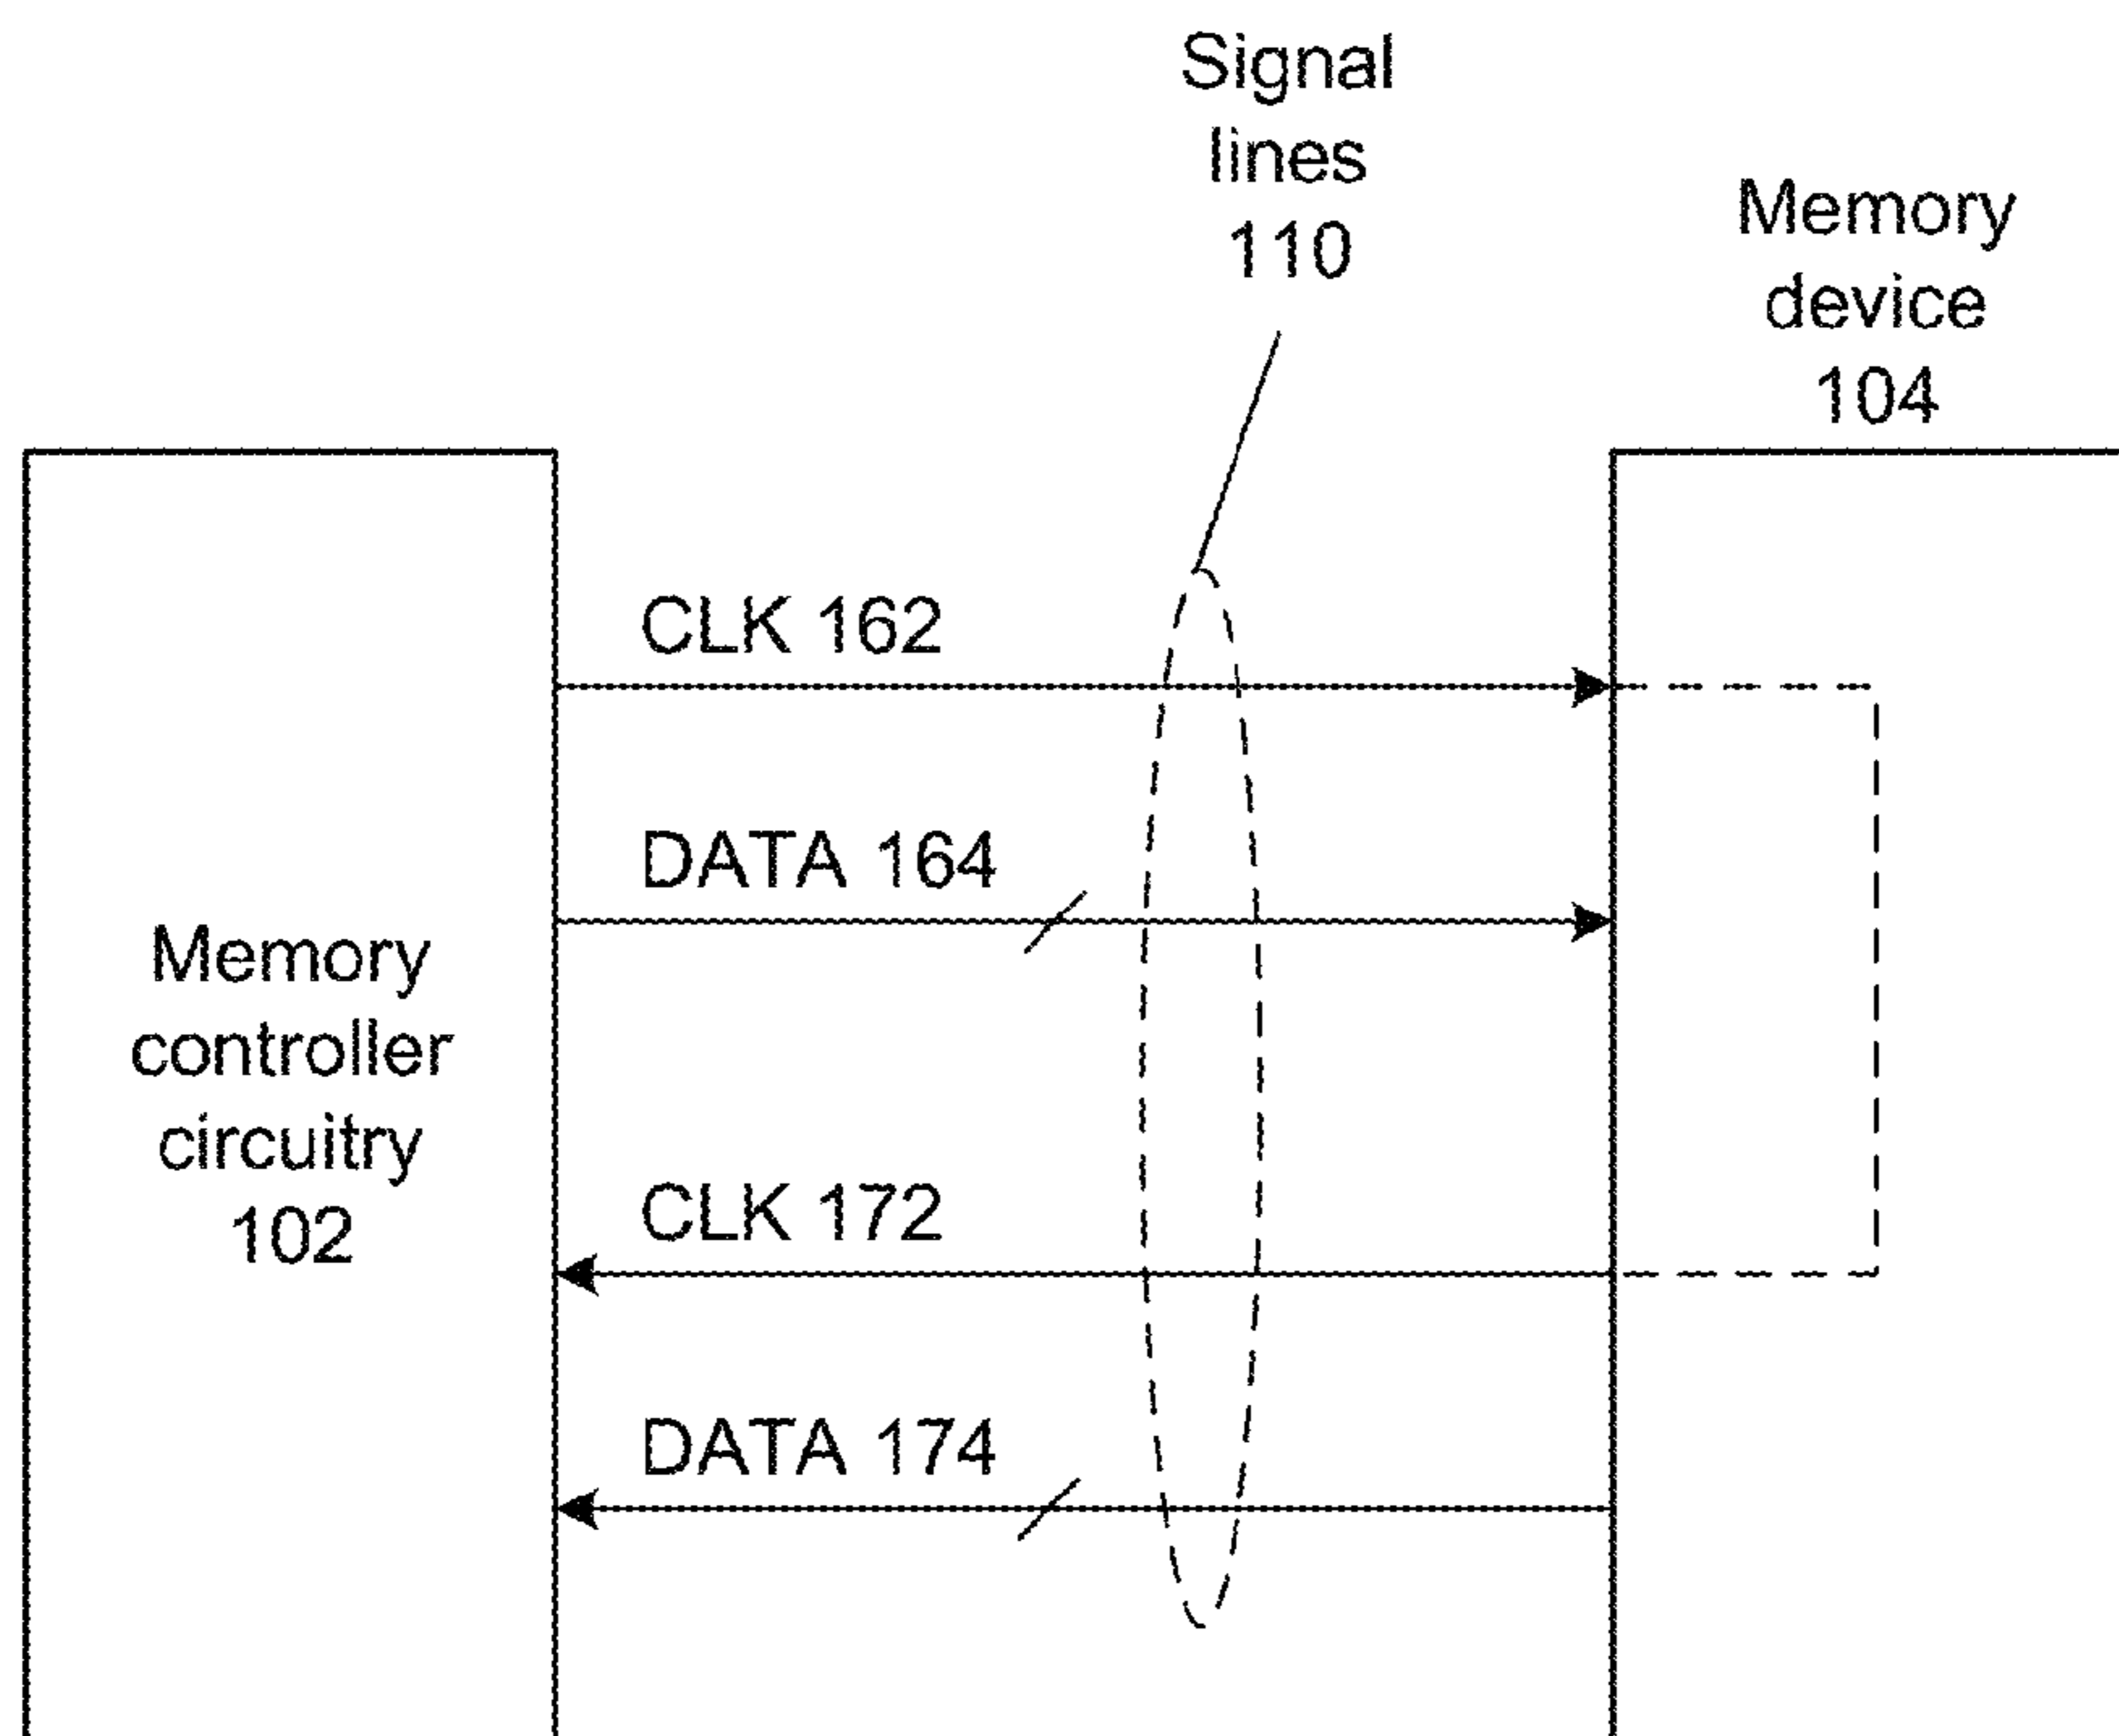 Signal
lines
110
Memory
device
104
CLK 162
DATA 164
Memory
controller
circuitry
102
CLK 172
DATA 174